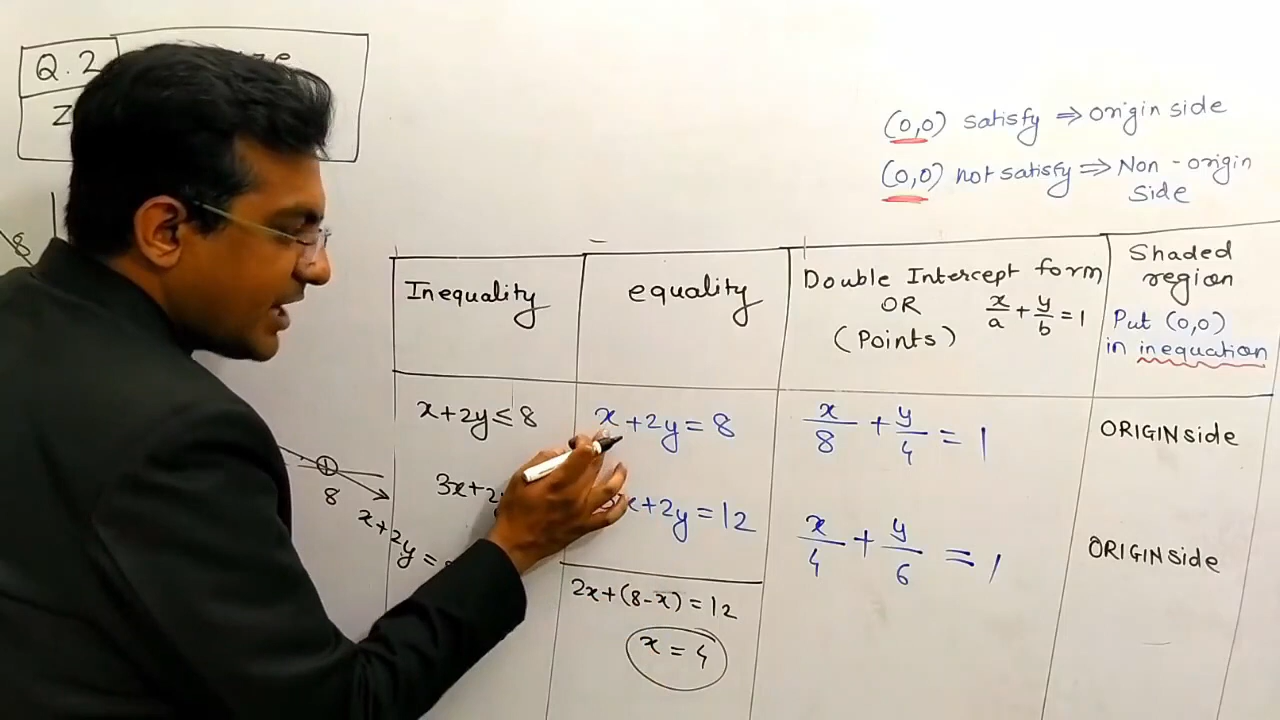 Q.2
Z
(0,0) satisfy ⇒ origin side
(0,0) not satisfy ⇒ Non-origin
side
Inequality
equality
Double Intercept form
OR x/a + y/b = 1
(Points)
Shaded
region
Put (0,0)
in inequation
x+2y ≤ 8
x+2y = 8
x/8 + y/4 = 1
ORIGIN side
3x+2
x+2y = 12
x/4 + y/6 = 1
ORIGIN side
2x+(8-x) = 12
x = 4
8
1
8
x+2y =